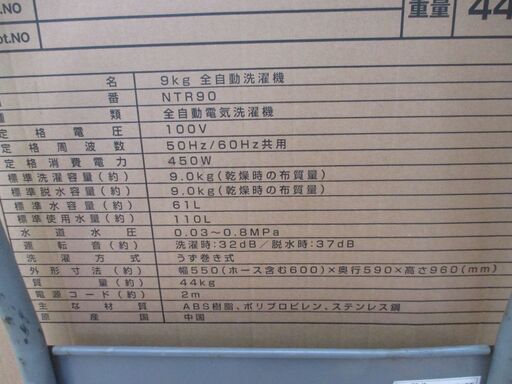 .NO
ot.NO
重量 44
名 9kg 全自動洗濯機
番 NTR90
種 類 全自動電気洗濯機
定格電圧 100V
定格周波数 50Hz/60Hz共用
定格消費電力 450W
標準洗濯容量(約) 9.0kg(乾燥時の布質量)
標準脱水容量(約) 9.0kg(乾燥時の布質量)
標準水容量(約) 61L
標準使用水量(約) 110L
水道水圧 0.03〜0.8MPa
運転音(約) 洗濯時:32dB/脱水時:37dB
洗濯方式 うず巻き式
外形寸法(約) 幅550(ホース含む600)×奥行590×高さ960(mm)
質量(約) 44kg
電源コード(約) 2m
主な材質 ABS樹脂、ポリプロピレン、ステンレス鋼
原産国 中国